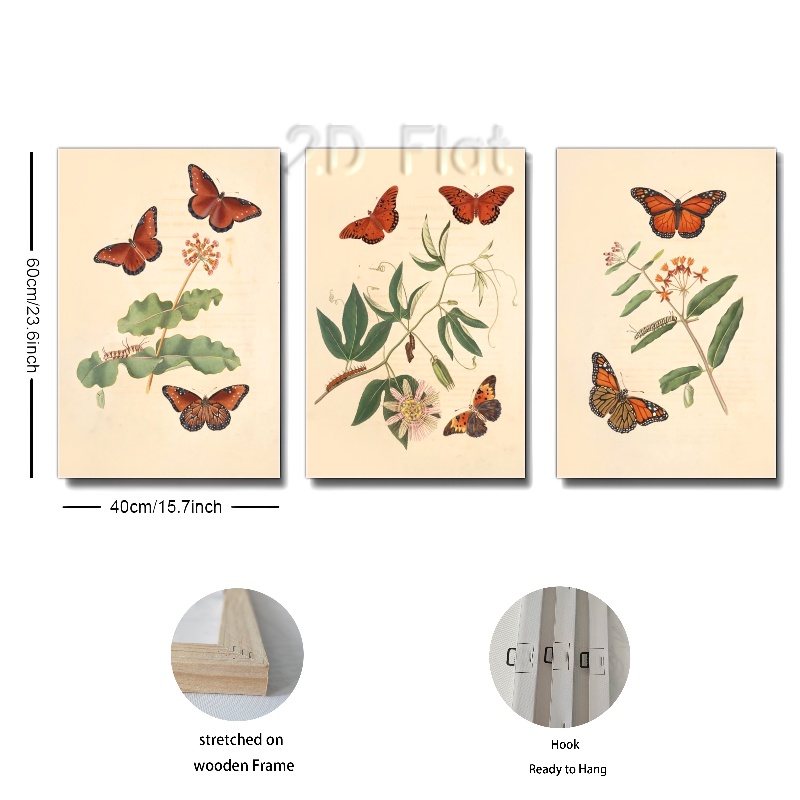 2D Flat
60cm/23.6inch
40cm/15.7inch
stretched on
wooden Frame
Hook
Ready to Hang